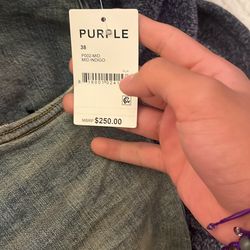 PURPLE
38
P002-MID
MID INDIGO
MSRP $250.00